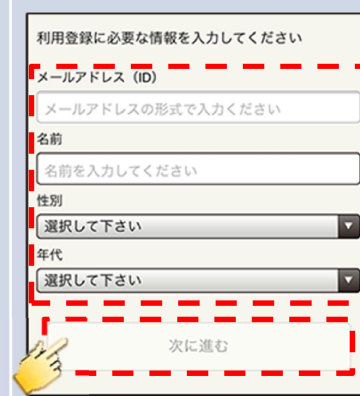 利用登録に必要な情報を入力してください
メールアドレス（ID）
メールアドレスの形式で入力ください
名前
名前を入力してください
性別
選択して下さい
年代
選択して下さい
次に進む